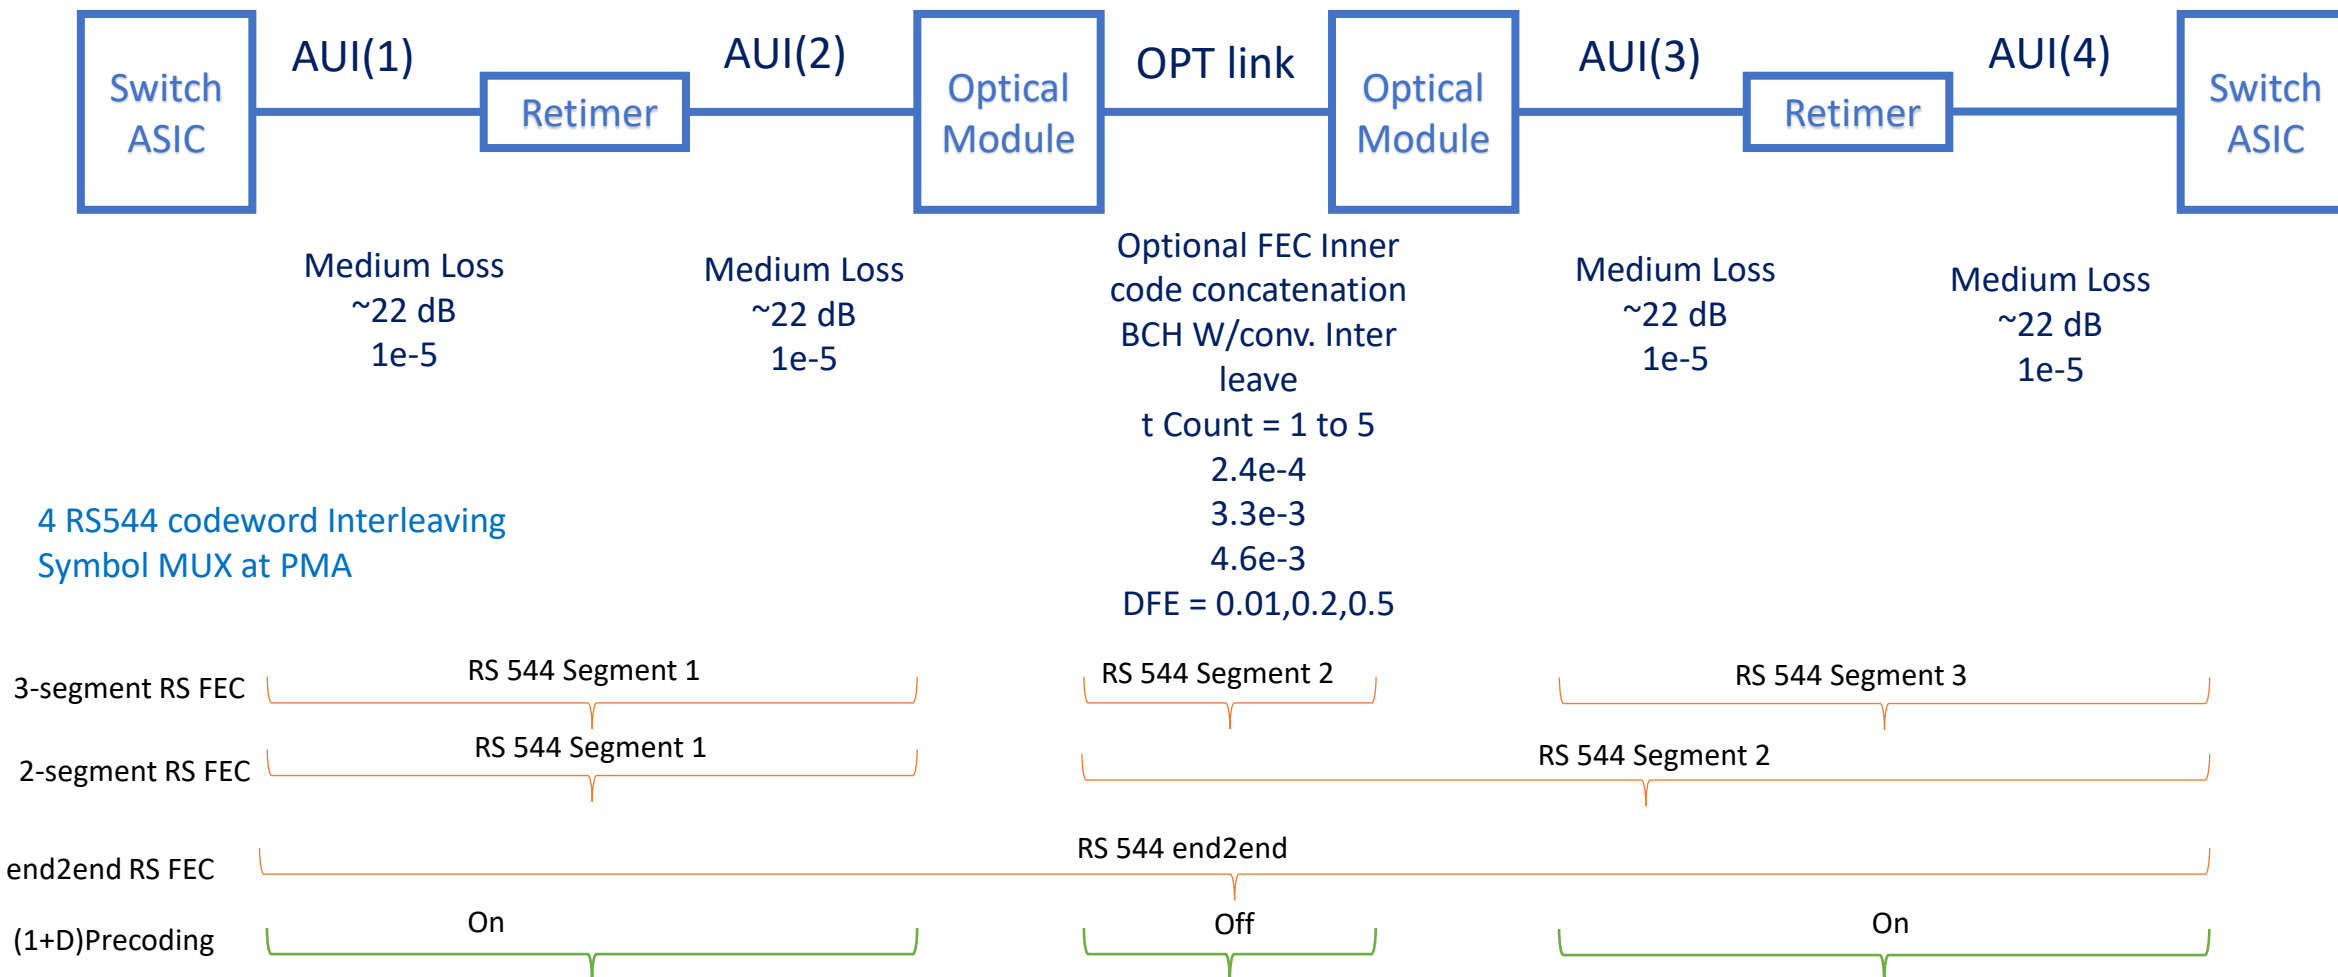 Switch
ASIC
AUI(1)
Retimer
AUI(2)
Optical
Module
OPT link
Optical
Module
AUI(3)
Retimer
AUI(4)
Switch
ASIC
Medium Loss
~22 dB
1e-5
Medium Loss
~22 dB
1e-5
Optional FEC Inner
code concatenation
BCH W/conv. Inter
leave
t Count = 1 to 5
2.4e-4
3.3e-3
4.6e-3
DFE = 0.01,0.2,0.5
Medium Loss
~22 dB
1e-5
Medium Loss
~22 dB
1e-5
4 RS544 codeword Interleaving
Symbol MUX at PMA
3-segment RS FEC
RS 544 Segment 1
RS 544 Segment 2
RS 544 Segment 3
2-segment RS FEC
RS 544 Segment 1
RS 544 Segment 2
end2end RS FEC
RS 544 end2end
(1+D)Precoding
On
Off
On